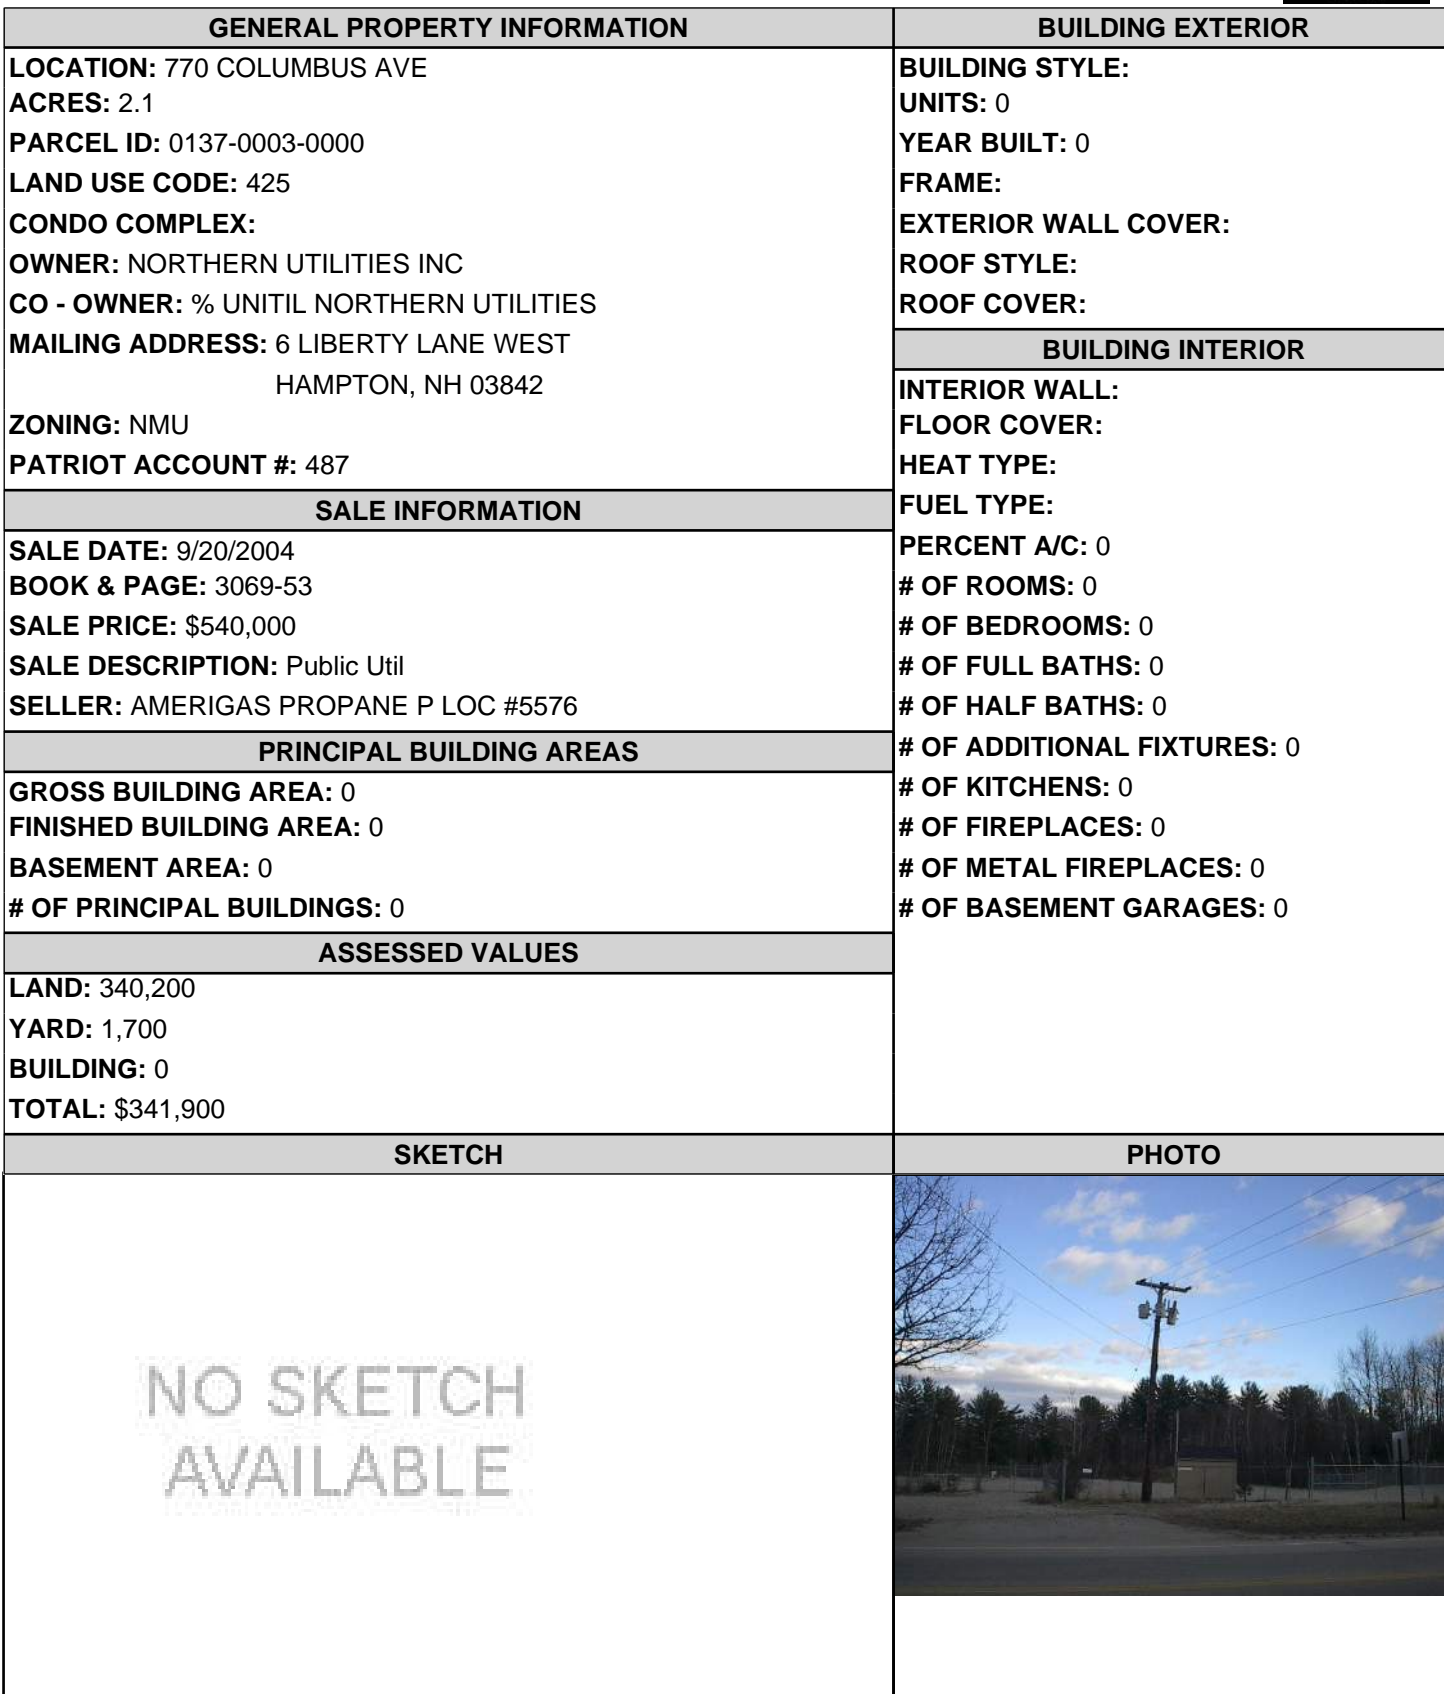 GENERAL PROPERTY INFORMATION
LOCATION: 770 COLUMBUS AVE
ACRES: 2.1
PARCEL ID: 0137-0003-0000
LAND USE CODE: 425
CONDO COMPLEX:
OWNER: NORTHERN UTILITIES INC
CO - OWNER: % UNITIL NORTHERN UTILITIES
MAILING ADDRESS: 6 LIBERTY LANE WEST
HAMPTON, NH 03842
ZONING: NMU
PATRIOT ACCOUNT #: 487
SALE INFORMATION
SALE DATE: 9/20/2004
BOOK & PAGE: 3069-53
SALE PRICE: $540,000
SALE DESCRIPTION: Public Util
SELLER: AMERIGAS PROPANE P LOC #5576
PRINCIPAL BUILDING AREAS
GROSS BUILDING AREA: 0
FINISHED BUILDING AREA: 0
BASEMENT AREA: 0
# OF PRINCIPAL BUILDINGS: 0
ASSESSED VALUES
LAND: 340,200
YARD: 1,700
BUILDING: 0
TOTAL: $341,900
SKETCH
NO SKETCH
AVAILABLE
BUILDING EXTERIOR
BUILDING STYLE:
UNITS: 0
YEAR BUILT: 0
FRAME:
EXTERIOR WALL COVER:
ROOF STYLE:
ROOF COVER:
BUILDING INTERIOR
INTERIOR WALL:
FLOOR COVER:
HEAT TYPE:
FUEL TYPE:
PERCENT A/C: 0
# OF ROOMS: 0
# OF BEDROOMS: 0
# OF FULL BATHS: 0
# OF HALF BATHS: 0
# OF ADDITIONAL FIXTURES: 0
# OF KITCHENS: 0
# OF FIREPLACES: 0
# OF METAL FIREPLACES: 0
# OF BASEMENT GARAGES: 0
PHOTO